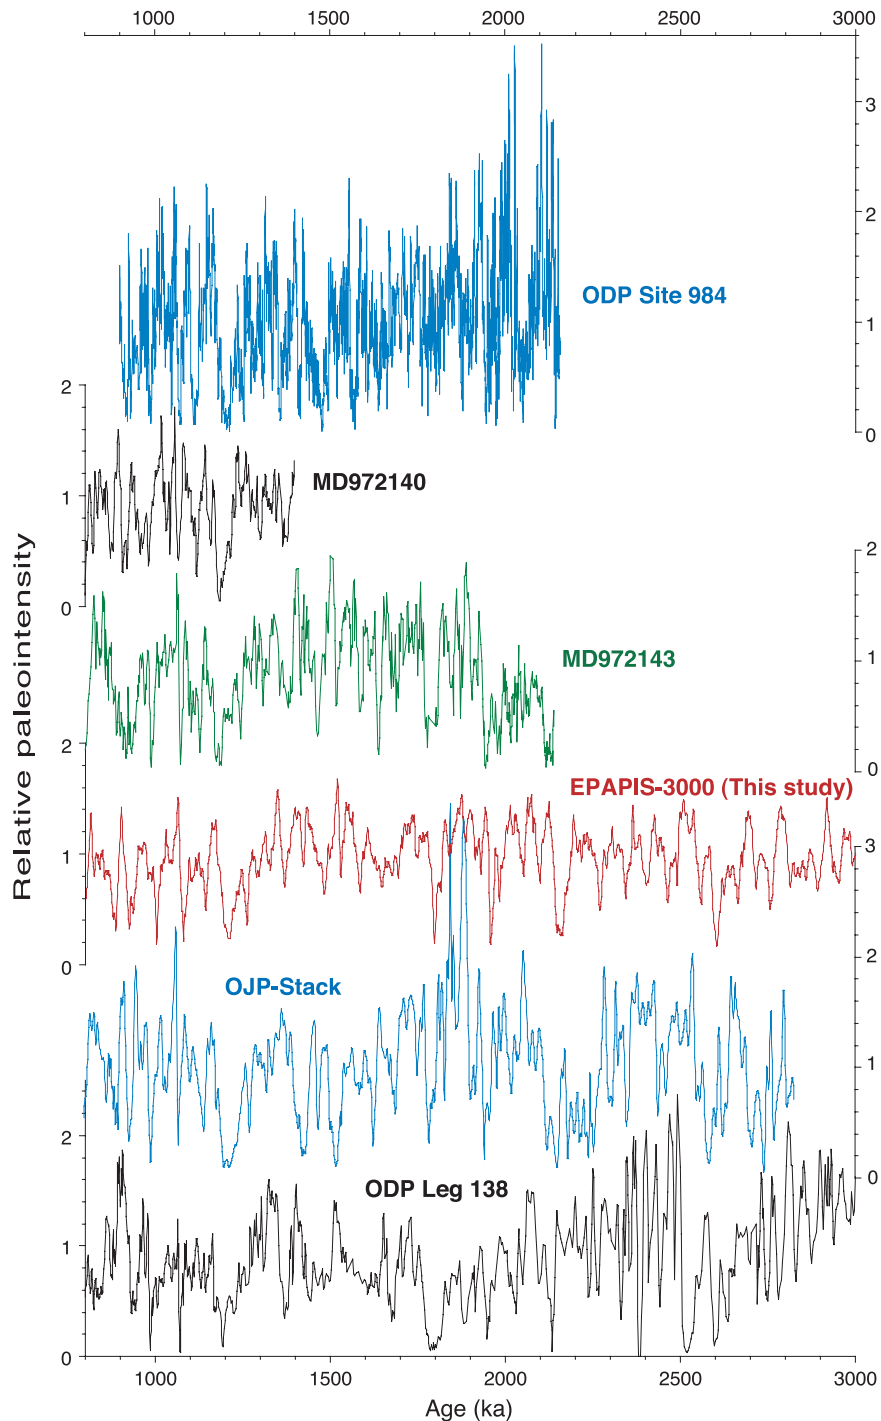 1000 1500 2000 2500 3000
3
2
ODP Site 984
1
2
0
MD972140
1
2
0
MD972143
1
2
0
EPAPIS-3000 (This study)
1
3
0
2
OJP-Stack
1
2
0
ODP Leg 138
1
0
1000 1500 2000 2500 3000
Age (ka)
Relative paleointensity